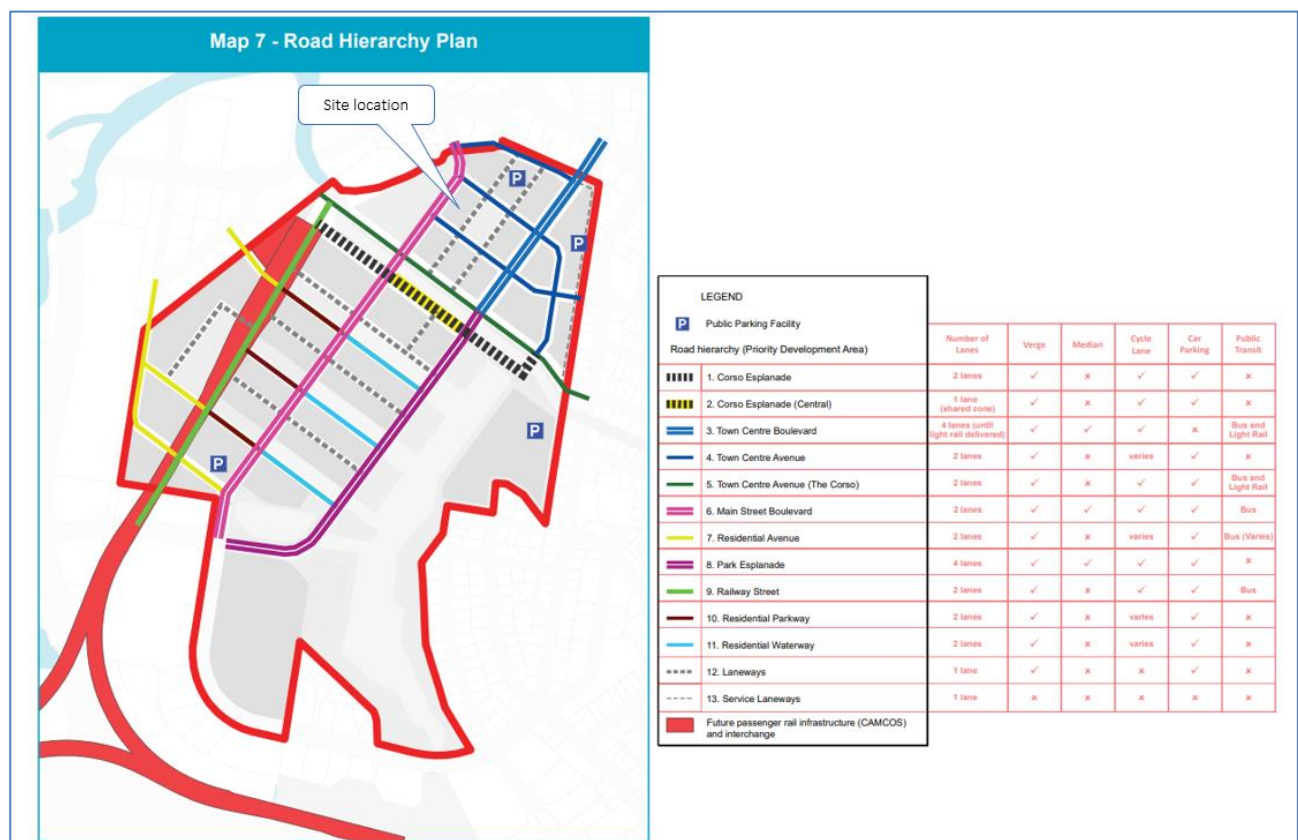 Map 7 - Road Hierarchy Plan
Site location
P
P
P
P
LEGEND
P Public Parking Facility
Road hierarchy (Priority Development Area)
Number of Lanes Verge Median Cycle Lane Car Parking Public Transit
1. Corso Esplanade 2 lanes ✓ × ✓ ✓ ×
2. Corso Esplanade (Central) 1 lane (shared zone) ✓ × ✓ ✓ ×
3. Town Centre Boulevard 4 lanes (until light rail delivered) ✓ ✓ ✓ × Bus and Light Rail
4. Town Centre Avenue 2 lanes ✓ × varies ✓ ×
5. Town Centre Avenue (The Corso) 2 lanes ✓ × ✓ ✓ Bus and Light Rail
6. Main Street Boulevard 2 lanes ✓ ✓ ✓ ✓ Bus
7. Residential Avenue 2 lanes ✓ × varies ✓ Bus (Varies)
8. Park Esplanade 4 lanes ✓ ✓ ✓ ✓ ×
9. Railway Street 2 lanes ✓ × ✓ ✓ Bus
10. Residential Parkway 2 lanes ✓ × varies ✓ ×
11. Residential Waterway 2 lanes ✓ × varies ✓ ×
12. Laneways 1 lane ✓ × × ✓ ×
13. Service Laneways 1 lane × × × × ×
Future passenger rail infrastructure (CAMCOS)
and interchange